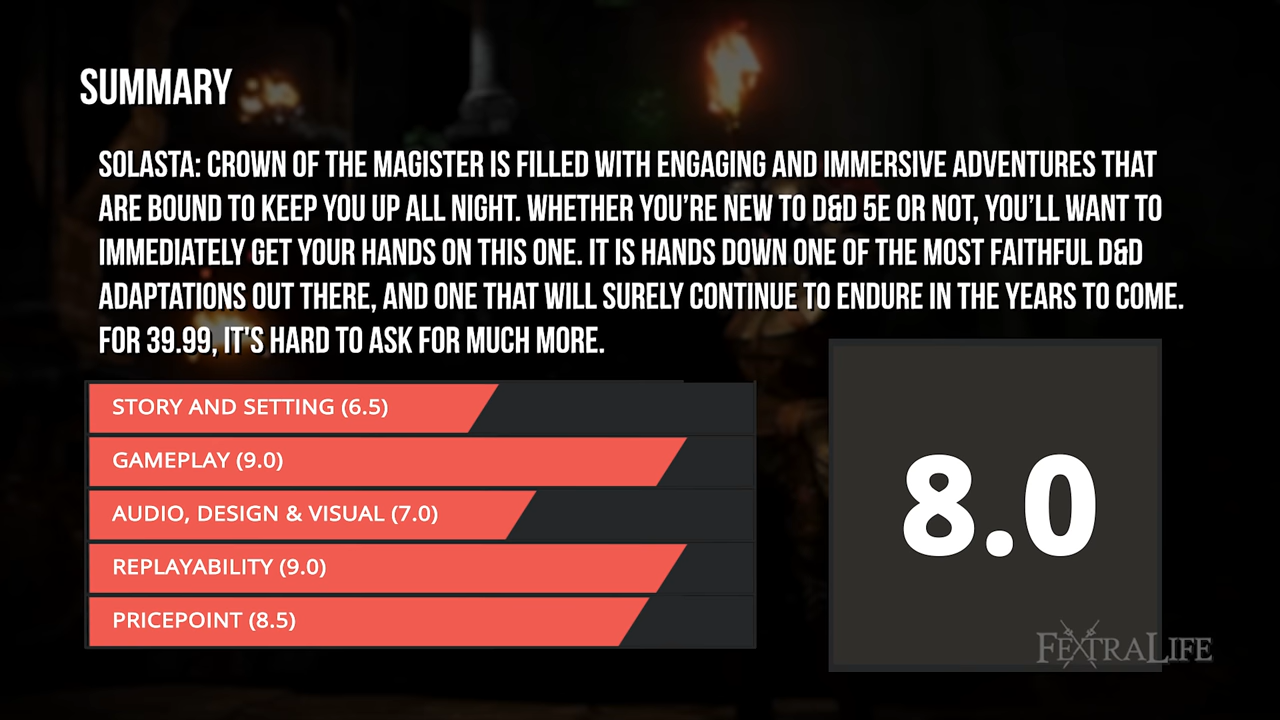 SUMMARY
SOLASTA: CROWN OF THE MAGISTER IS FILLED WITH ENGAGING AND IMMERSIVE ADVENTURES THAT
ARE BOUND TO KEEP YOU UP ALL NIGHT. WHETHER YOU'RE NEW TO D&D 5E OR NOT, YOU'LL WANT TO
IMMEDIATELY GET YOUR HANDS ON THIS ONE. IT IS HANDS DOWN ONE OF THE MOST FAITHFUL D&D
ADAPTATIONS OUT THERE, AND ONE THAT WILL SURELY CONTINUE TO ENDURE IN THE YEARS TO COME.
FOR 39.99, IT'S HARD TO ASK FOR MUCH MORE.
STORY AND SETTING (6.5)
GAMEPLAY (9.0)
AUDIO, DESIGN & VISUAL (7.0)
REPLAYABILITY (9.0)
PRICEPOINT (8.5)
8.0
FEXTRALIFE